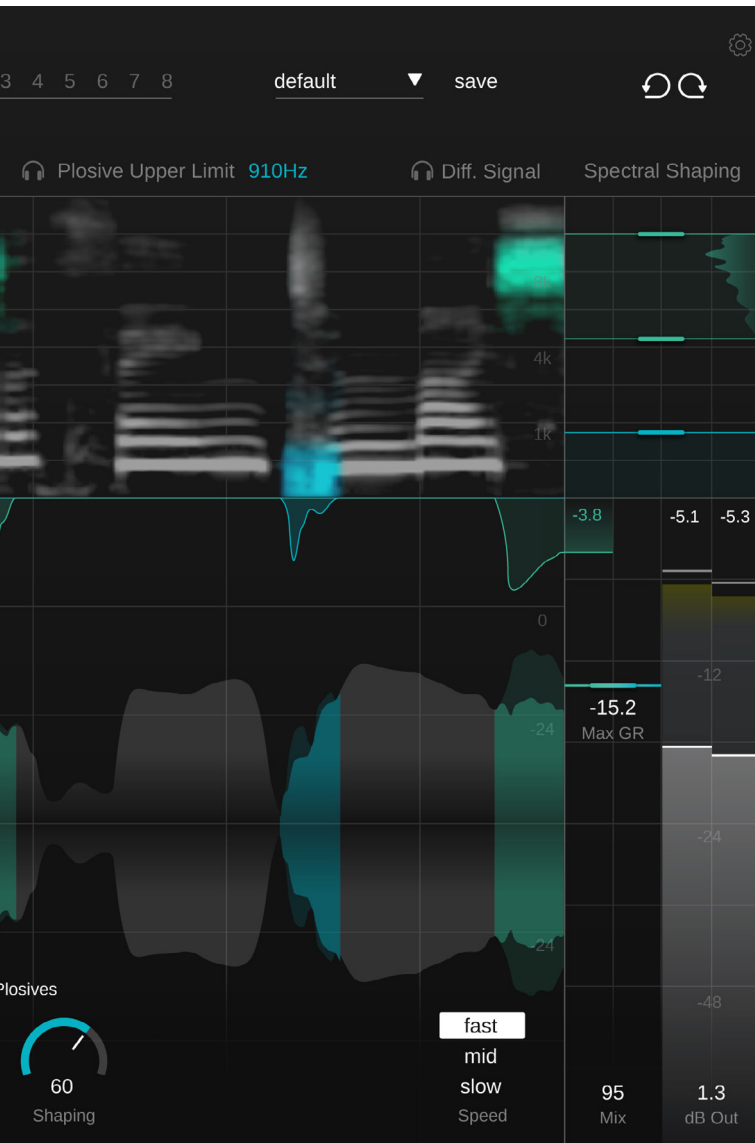 3 4 5 6 7 8
default save
Plosive Upper Limit 910Hz
Diff. Signal
Spectral Shaping
8k
4k
1k
-3.8
-5.1 -5.3
0
-12
-15.2
Max GR
-24
-24
-24
-48
Plosives
60
Shaping
fast
mid
slow
Speed
95
Mix
1.3
dB Out